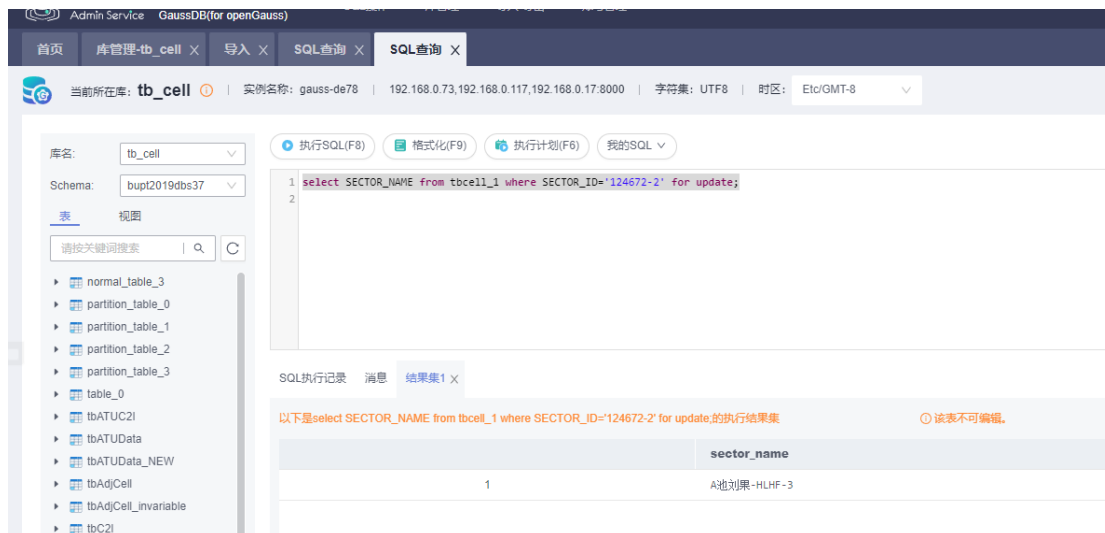 Admin Service GaussDB(for openGauss)
首页 库管理-tb_cell X 导入 X SQL查询 X SQL查询 X
当前所在库: tb_cell | 实例名称: gauss-de78 | 192.168.0.73,192.168.0.117,192.168.0.17:8000 | 字符集: UTF8 | 时区: Etc/GMT-8
库名: tb_cell
Schema: bupt2019dbs37
表 视图
请按关键词搜索
normal_table_3
partition_table_0
partition_table_1
partition_table_2
partition_table_3
table_0
tbATUC2I
tbATUData
tbATUData_NEW
tbAdjCell
tbAdjCell_invariable
tbC2I
执行SQL(F8) 格式化(F9) 执行计划(F6) 我的SQL
1 select SECTOR_NAME from tbcell_1 where SECTOR_ID='124672-2' for update;
2
SQL执行记录 消息 结果集1 X
以下是select SECTOR_NAME from tbcell_1 where SECTOR_ID='124672-2' for update;的执行结果集 该表不可编辑。
sector_name
1 A池刘果-HLHF-3